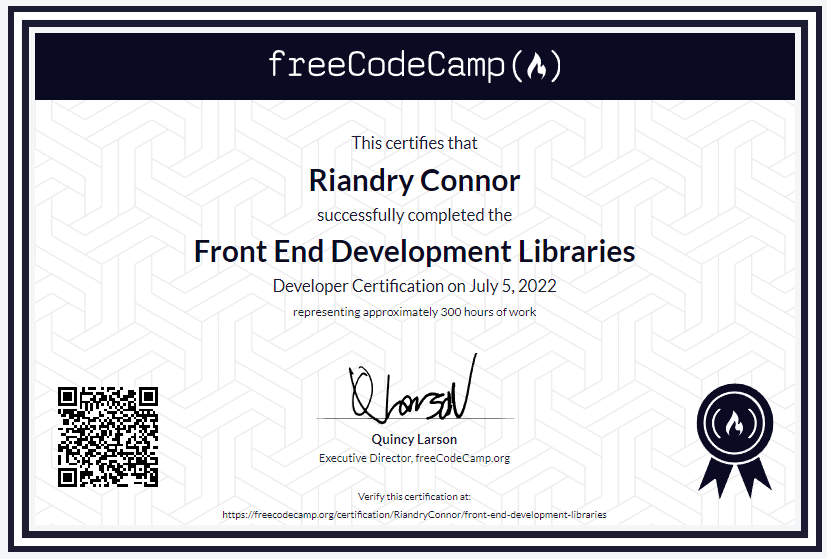 freeCodeCamp(🔥)
This certifies that
Riandry Connor
successfully completed the
Front End Development Libraries
Developer Certification on July 5, 2022
representing approximately 300 hours of work
QLarson
Quincy Larson
Executive Director, freeCodeCamp.org
Verify this certification at:
https://freecodecamp.org/certification/RiandryConnor/front-end-development-libraries